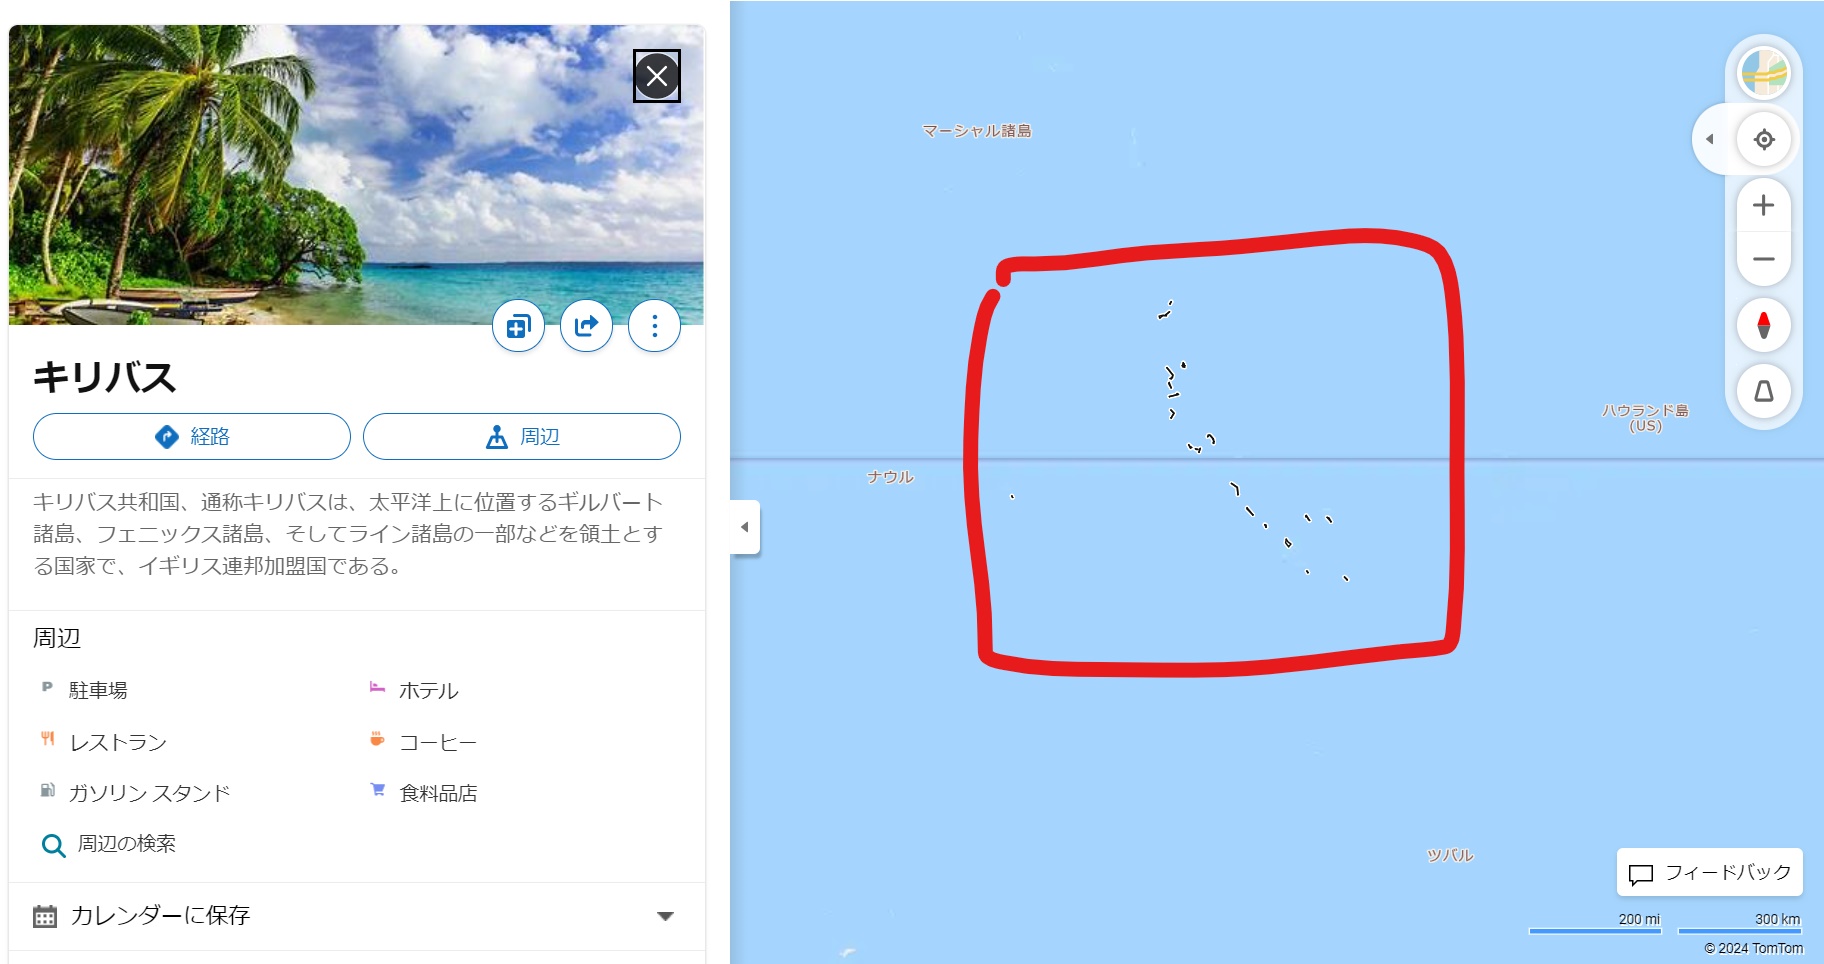 キリバス
経路
周辺
キリバス共和国、通称キリバスは、太平洋上に位置するギルバート
諸島、フェニックス諸島、そしてライン諸島の一部などを領土とす
る国家で、イギリス連邦加盟国である。
周辺
P 駐車場
ホテル
レストラン
コーヒー
ガソリン スタンド
食料品店
周辺の検索
カレンダーに保存
マーシャル諸島
ハウランド島
(US)
ナウル
ツバル
フィードバック
200 mi
300 km
© 2024 TomTom